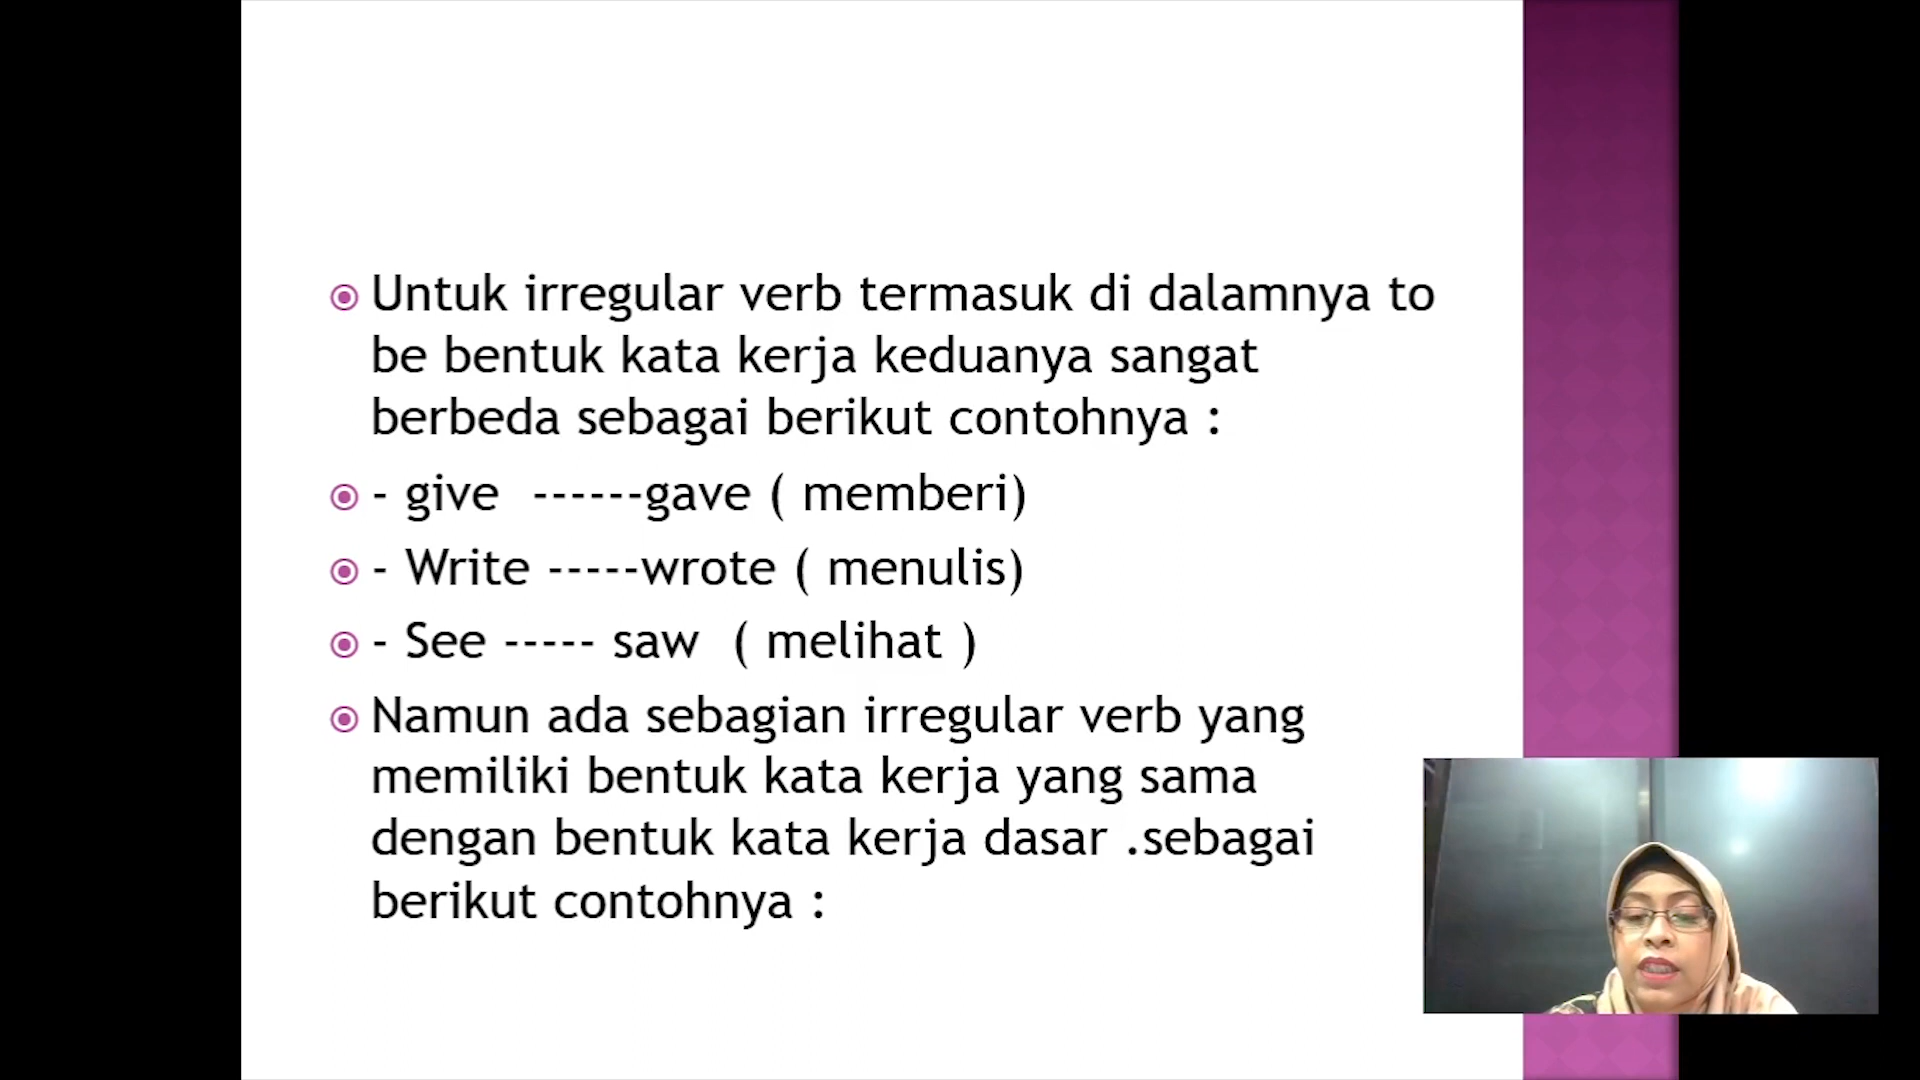 Untuk irregular verb termasuk di dalamnya to
be bentuk kata kerja keduanya sangat
berbeda sebagai berikut contohnya :
- give ------gave ( memberi)
- Write -----wrote ( menulis)
- See ----- saw ( melihat )
Namun ada sebagian irregular verb yang
memiliki bentuk kata kerja yang sama
dengan bentuk kata kerja dasar .sebagai
berikut contohnya :